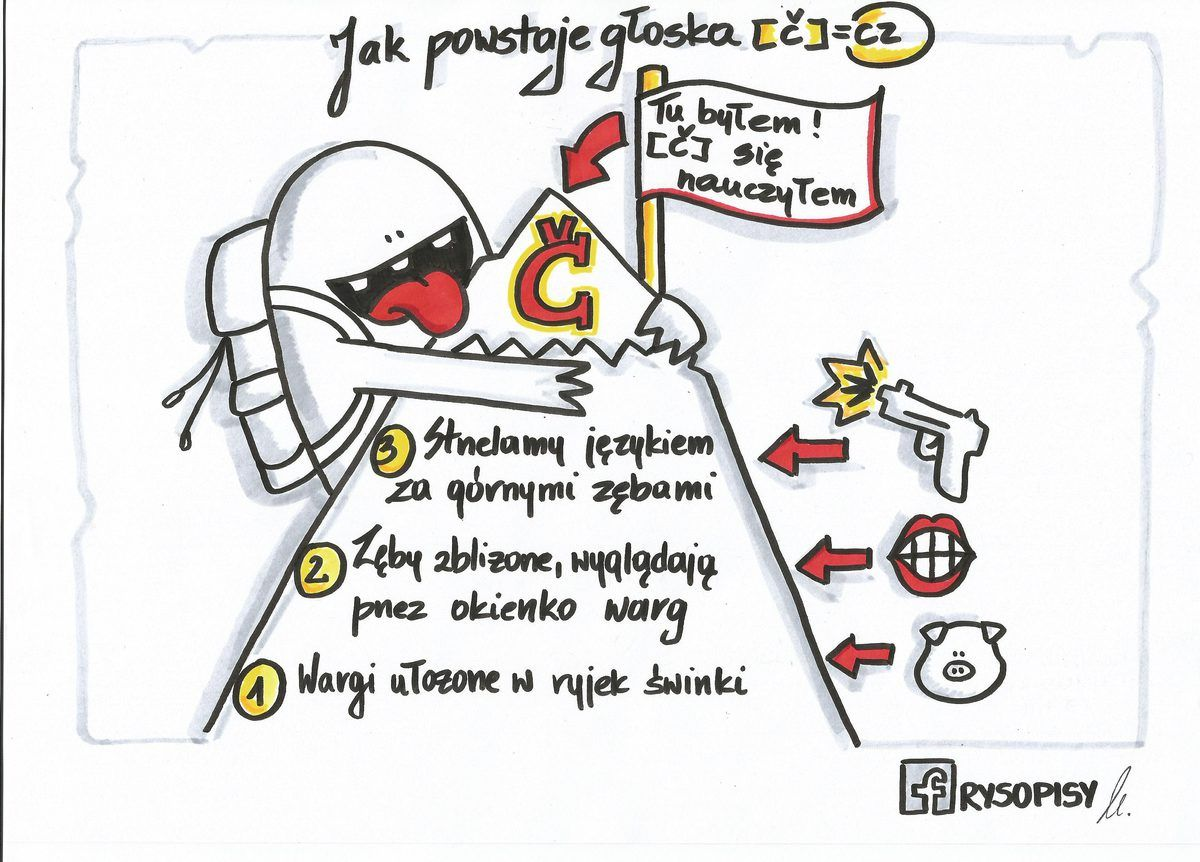 Jak powstaje głoska [č]=cz
Tu byłem!
[č] się
nauczyłem
Č
3 Strzelamy językiem
za górnymi zębami
2 Zęby zbliżone, wyglądają
przez okienko warg
1 Wargi ułożone w ryjek świnki
f RYSOPISY